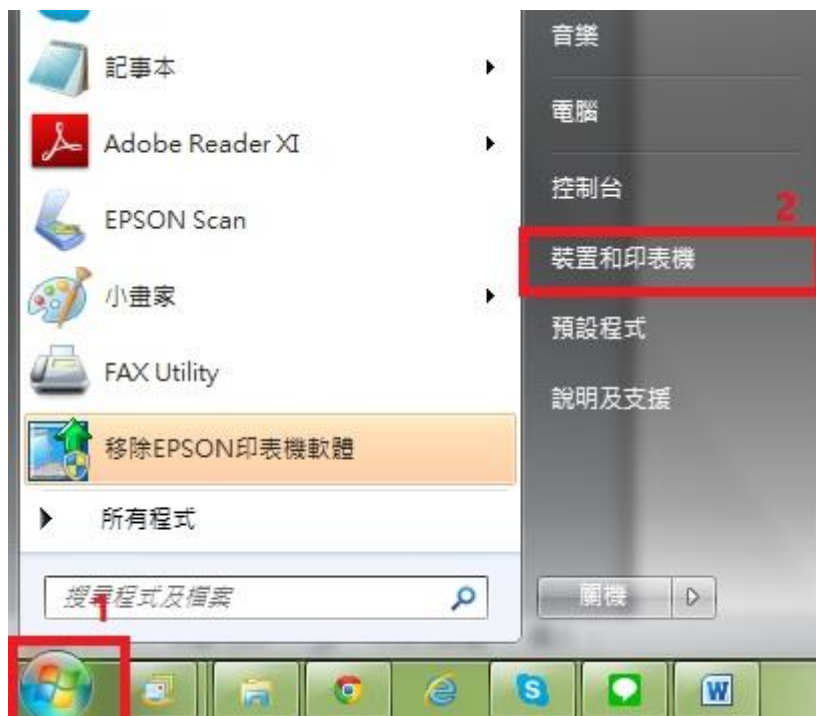 記事本
Adobe Reader XI
EPSON Scan
小畫家
FAX Utility
移除EPSON印表機軟體
所有程式
搜尋程式及檔案
1
音樂
電腦
控制台
2
裝置和印表機
預設程式
說明及支援
關機
S
W